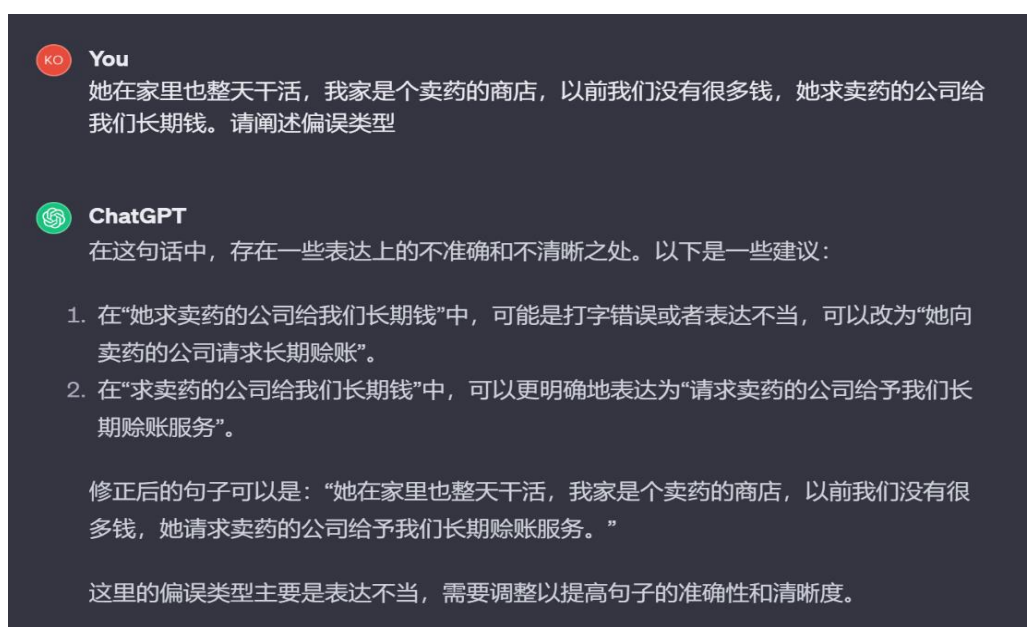 KO
You
她在家里也整天干活，我家是个卖药的商店，以前我们没有很多钱，她求卖药的公司给
我们长期钱。请阐述偏误类型
ChatGPT
在这句话中，存在一些表达上的不准确和不清晰之处。以下是一些建议：
1. 在“她求卖药的公司给我们长期钱”中，可能是打字错误或者表达不当，可以改为“她向
卖药的公司请求长期赊账”。
2. 在“求卖药的公司给我们长期钱”中，可以更明确地表达为“请求卖药的公司给予我们长
期赊账服务”。
修正后的句子可以是：“她在家里也整天干活，我家是个卖药的商店，以前我们没有很
多钱，她请求卖药的公司给予我们长期赊账服务。”
这里的偏误类型主要是表达不当，需要调整以提高句子的准确性和清晰度。